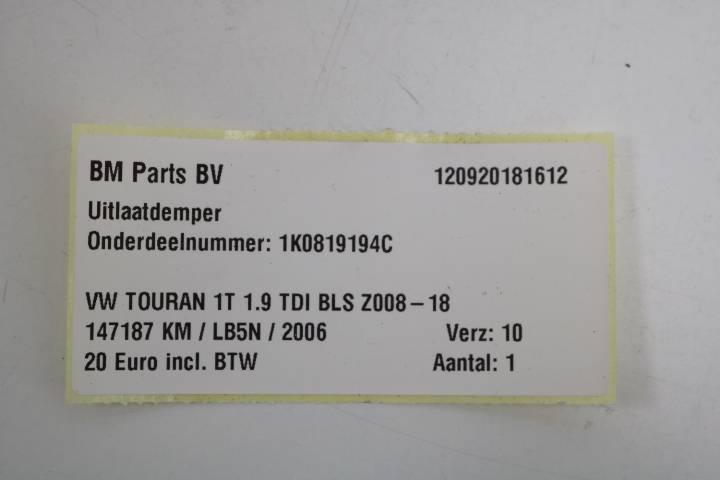 BM Parts BV 120920181612
Uitlaatdemper
Onderdeelnummer: 1K0819194C
VW TOURAN 1T 1.9 TDI BLS Z008-18
147187 KM / LB5N / 2006 Verz: 10
20 Euro incl. BTW Aantal: 1